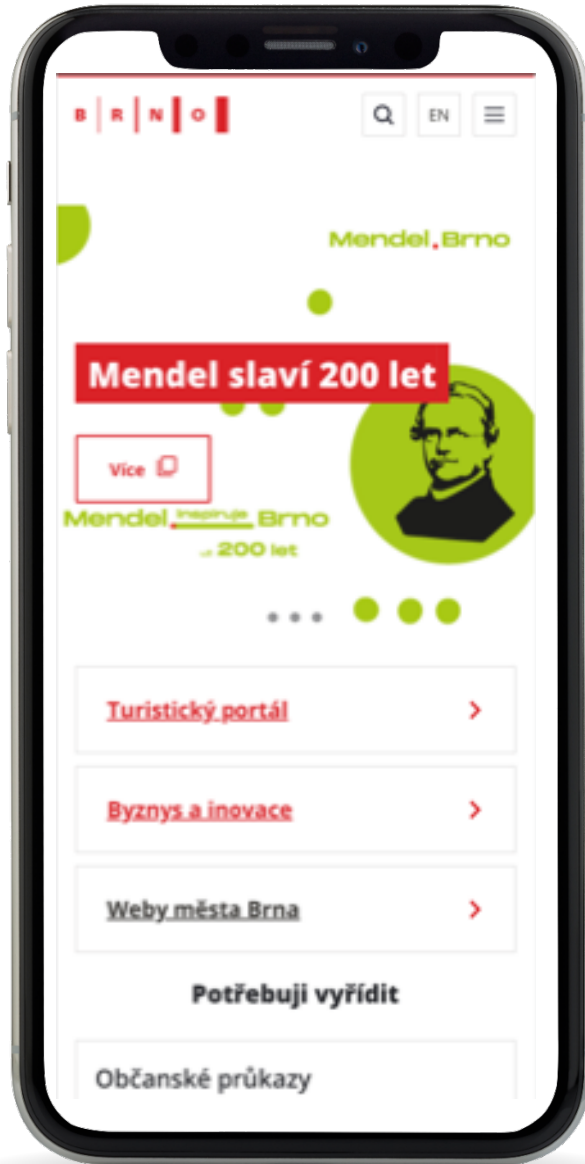 BRNO
EN
Mendel.Brno
Mendel slaví 200 let
Více
Mendel inspiruje Brno
200 let
Turistický portál
Byznys a inovace
Weby města Brna
Potřebuji vyřídit
Občanské průkazy